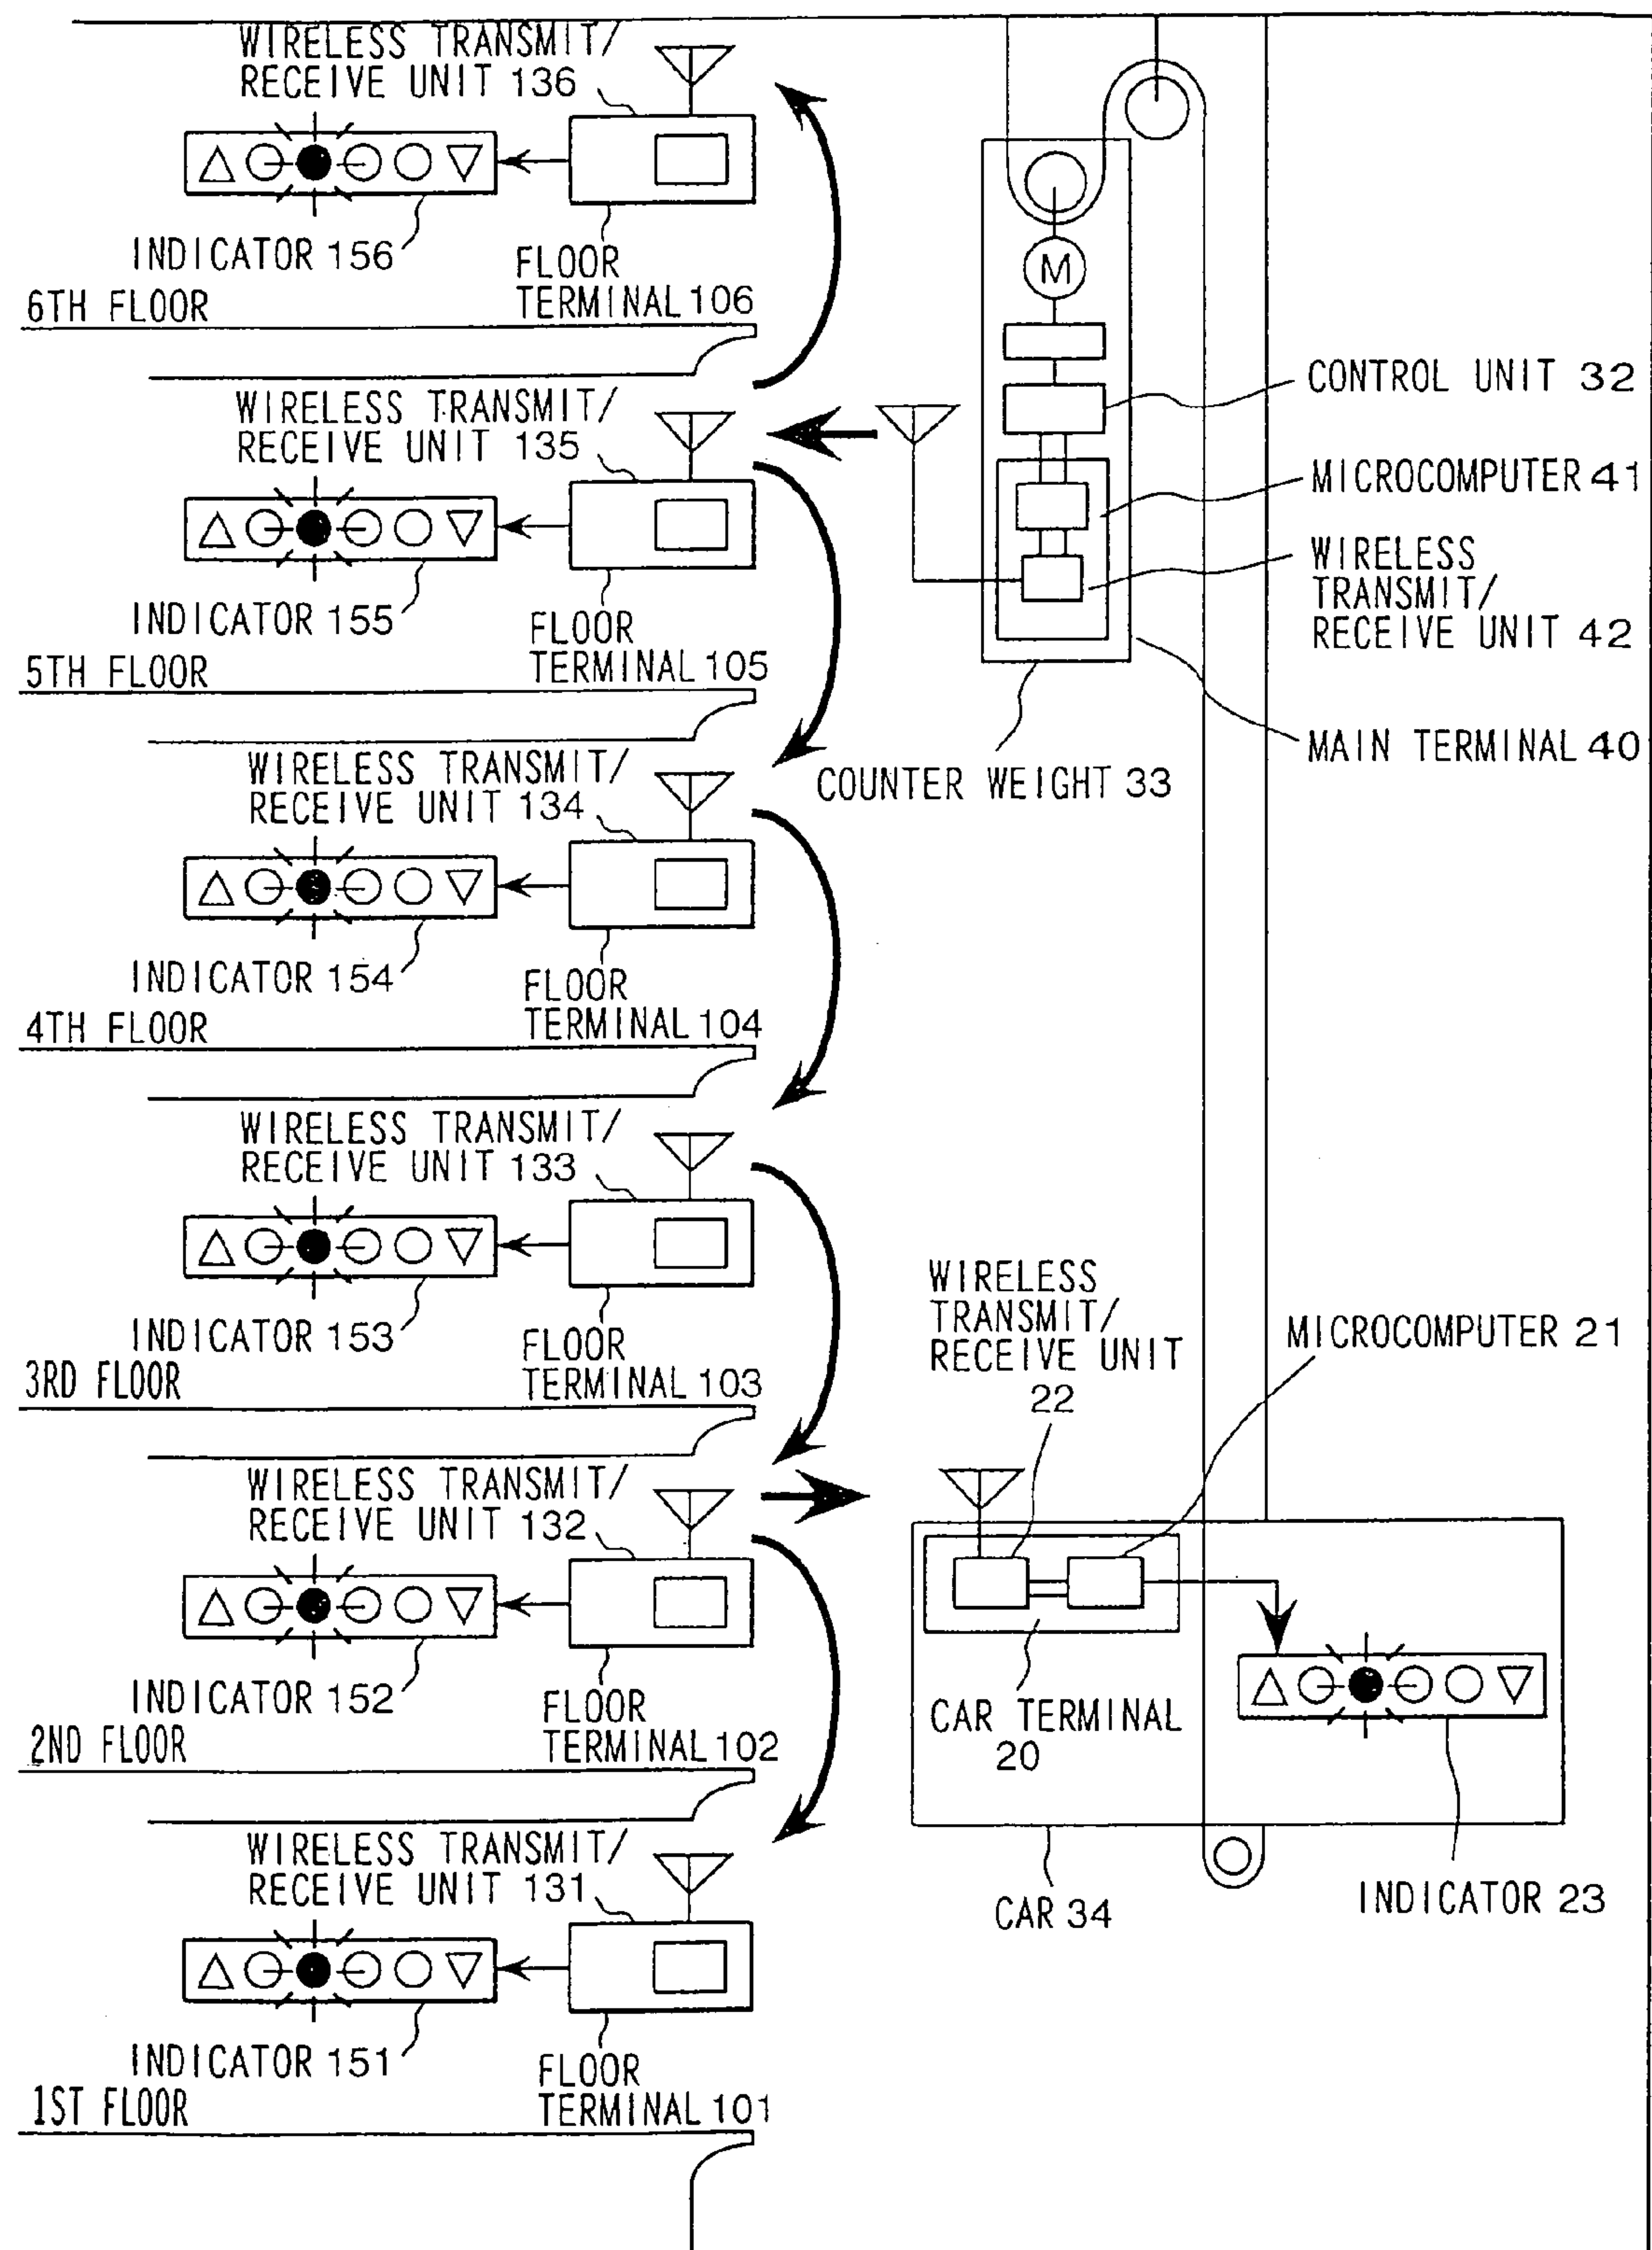 WIRELESS TRANSMIT/
RECEIVE UNIT 136
INDICATOR 156
FLOOR
TERMINAL 106
6TH FLOOR
WIRELESS TRANSMIT/
RECEIVE UNIT 135
INDICATOR 155
FLOOR
TERMINAL 105
5TH FLOOR
WIRELESS TRANSMIT/
RECEIVE UNIT 134
INDICATOR 154
FLOOR
TERMINAL 104
4TH FLOOR
WIRELESS TRANSMIT/
RECEIVE UNIT 133
INDICATOR 153
FLOOR
TERMINAL 103
3RD FLOOR
WIRELESS TRANSMIT/
RECEIVE UNIT 132
INDICATOR 152
FLOOR
TERMINAL 102
2ND FLOOR
WIRELESS TRANSMIT/
RECEIVE UNIT 131
INDICATOR 151
FLOOR
TERMINAL 101
1ST FLOOR
M
CONTROL UNIT 32
MICROCOMPUTER 41
WIRELESS
TRANSMIT/
RECEIVE UNIT 42
MAIN TERMINAL 40
COUNTER WEIGHT 33
WIRELESS
TRANSMIT/
RECEIVE UNIT
22
MICROCOMPUTER 21
CAR TERMINAL
20
CAR 34
INDICATOR 23